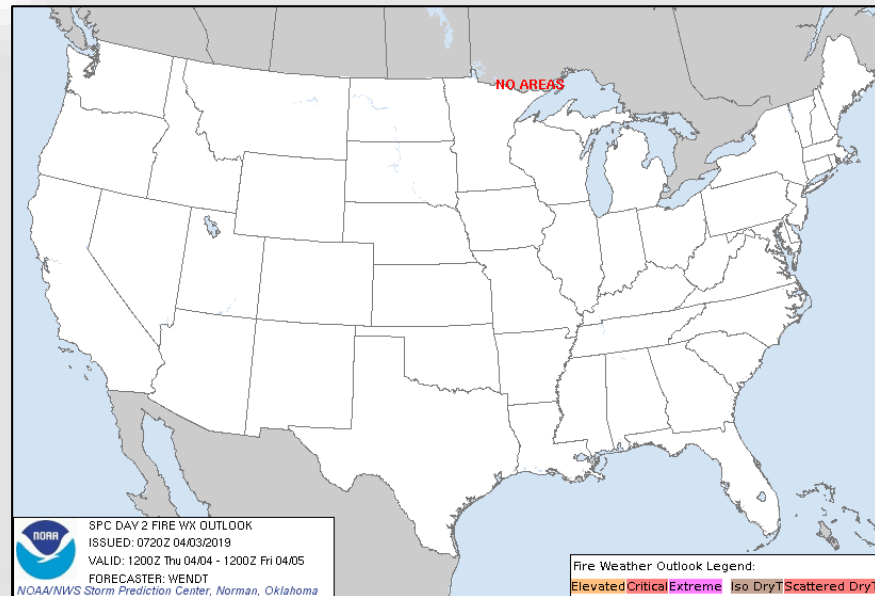 NO AREAS
NOAA
SPC DAY 2 FIRE WX OUTLOOK
ISSUED: 0720Z 04/03/2019
VALID: 1200Z Thu 04/04 - 1200Z Fri 04/05
FORECASTER: WENDT
NOAA/NWS Storm Prediction Center, Norman, Oklahoma
Fire Weather Outlook Legend:
Elevated Critical Extreme Iso DryT Scattered DryT